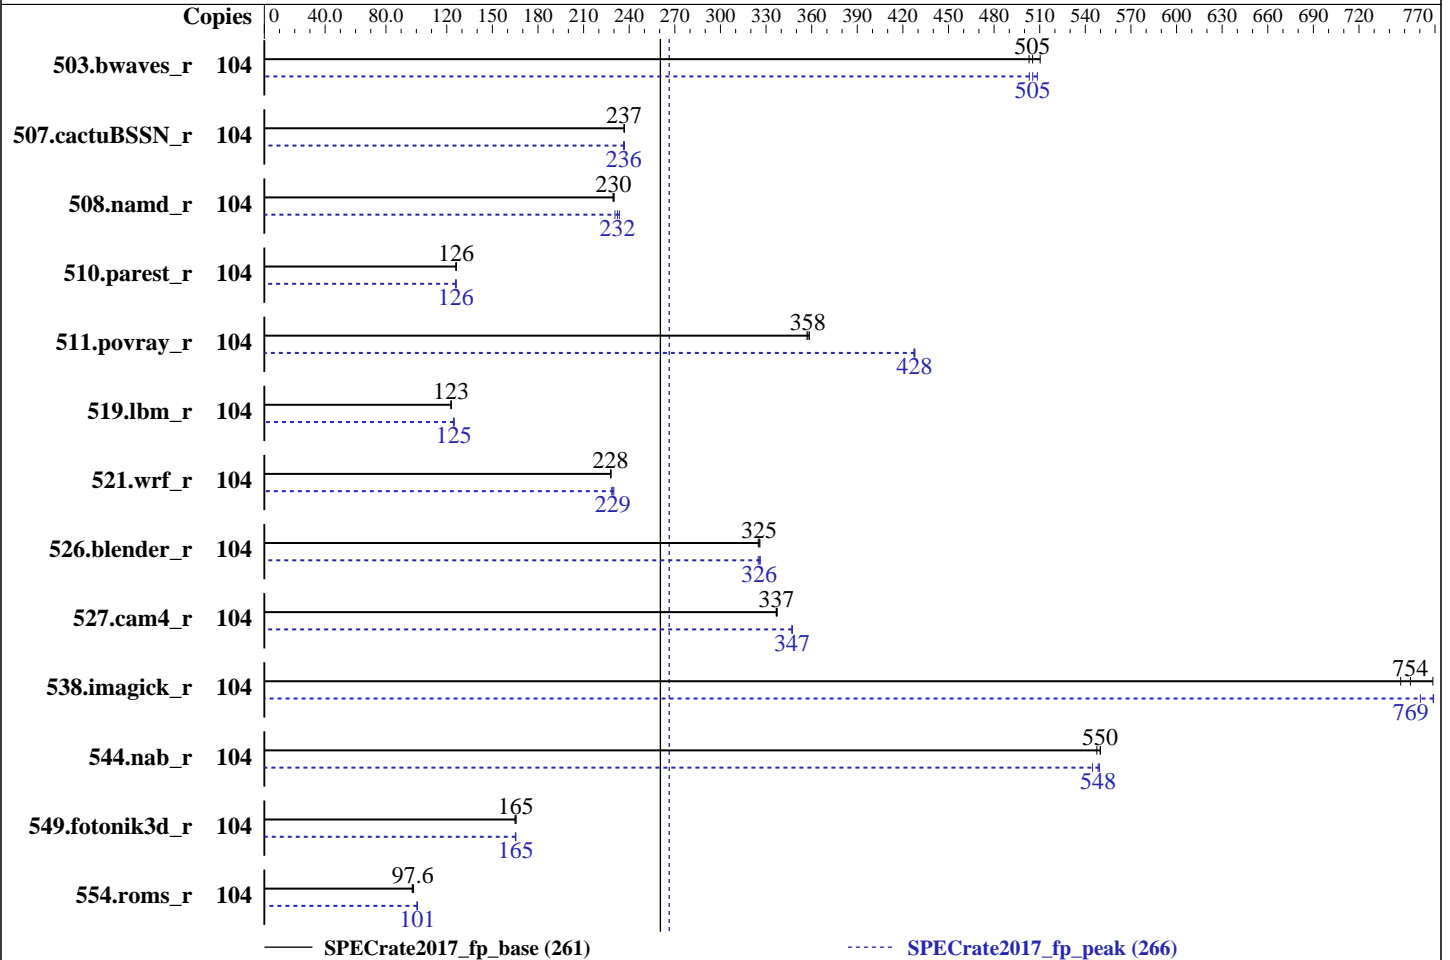 Copies 0 40.0 80.0 120 150 180 210 240 270 300 330 360 390 420 450 480 510 540 570 600 630 660 690 720 770
505
503.bwaves_r 104
505
237
507.cactuBSSN_r 104
236
230
508.namd_r 104
232
126
510.parest_r 104
126
358
511.povray_r 104
428
123
519.lbm_r 104
125
228
521.wrf_r 104
229
325
526.blender_r 104
326
337
527.cam4_r 104
347
754
538.imagick_r 104
769
550
544.nab_r 104
548
165
549.fotonik3d_r 104
165
97.6
554.roms_r 104
101
SPECrate2017_fp_base (261) SPECrate2017_fp_peak (266)